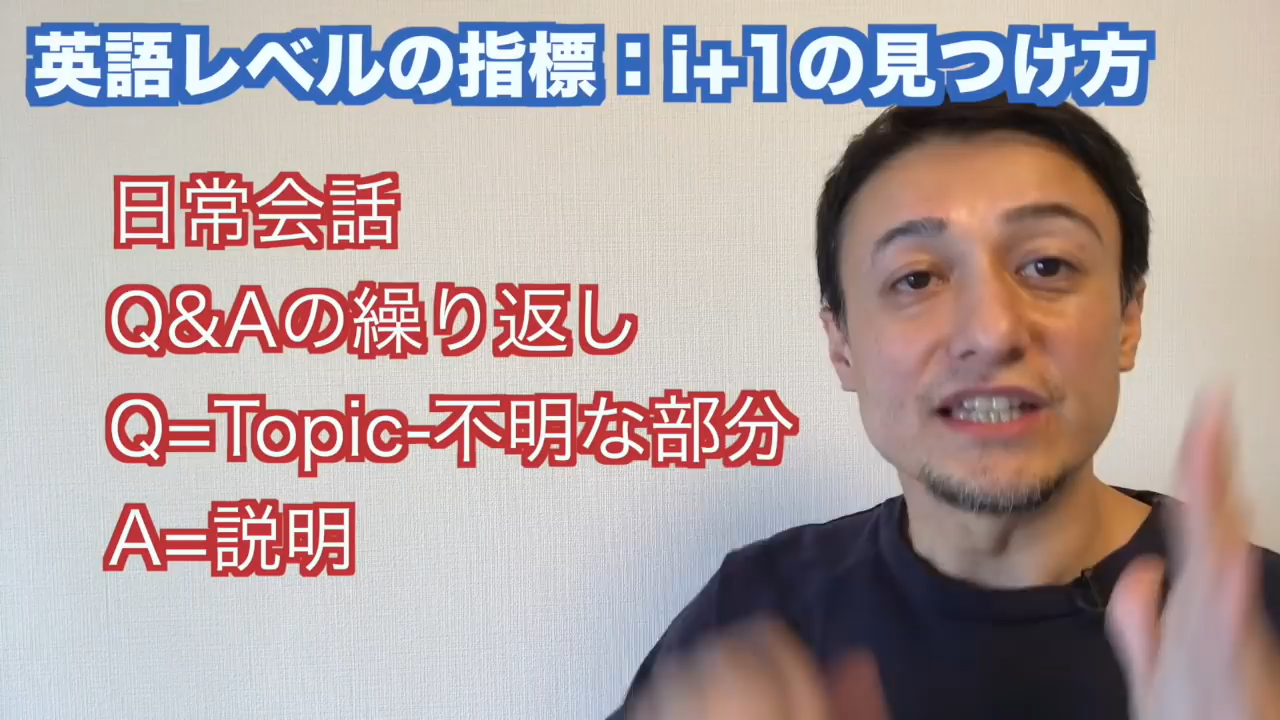 英語レベルの指標：i+1の見つけ方
日常会話
Q&Aの繰り返し
Q=Topic-不明な部分
A=説明